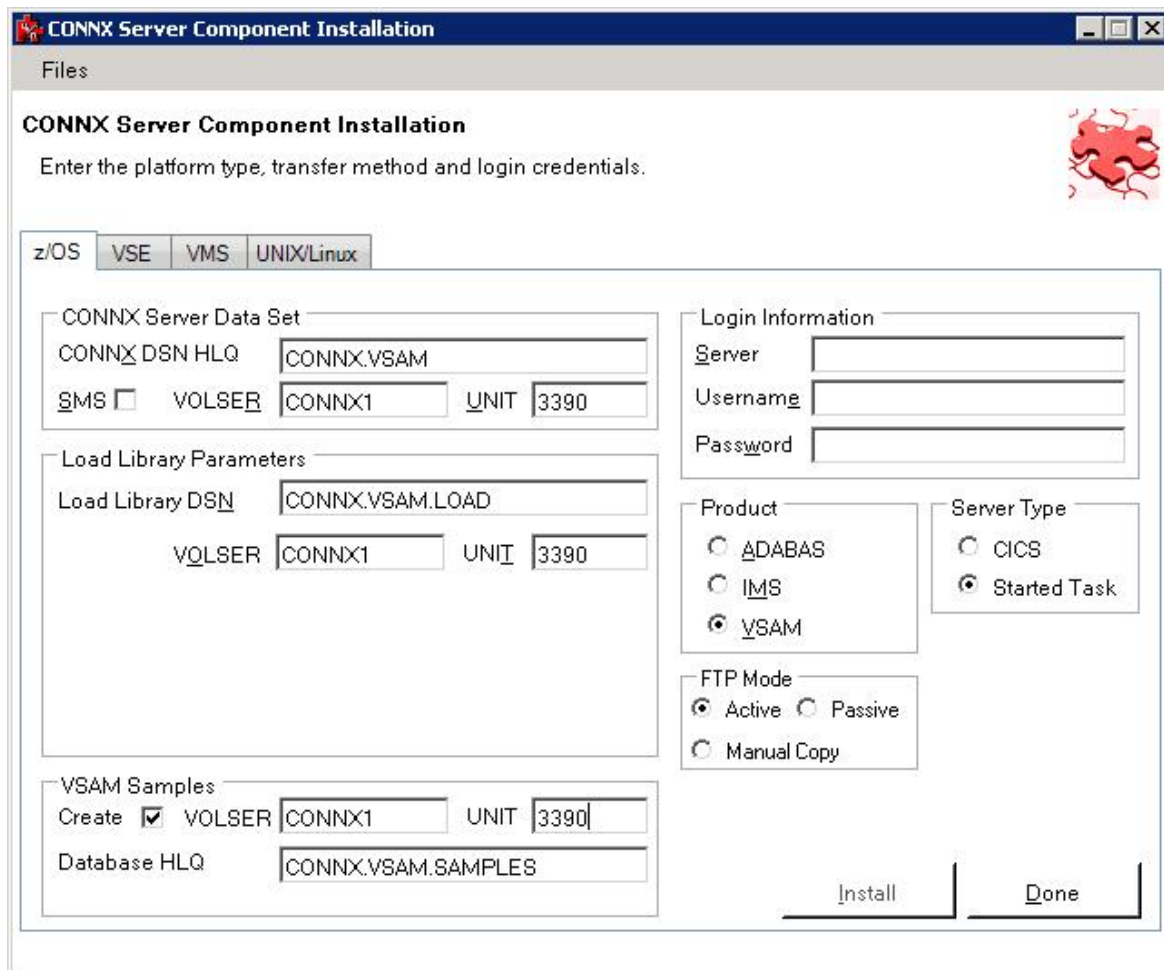 CONNX Server Component Installation
Files
CONNX Server Component Installation
Enter the platform type, transfer method and login credentials.
z/OS VSE VMS UNIX/Linux
CONNX Server Data Set
CONNX DSN HLQ CONNX.VSAM
SMS VOLSER CONNX1 UNIT 3390
Load Library Parameters
Load Library DSN CONNX.VSAM.LOAD
VOLSER CONNX1 UNIT 3390
VSAM Samples
Create VOLSER CONNX1 UNIT 3390
Database HLQ CONNX.VSAM.SAMPLES
Login Information
Server
Username
Password
Product
ADABAS
IMS
VSAM
Server Type
CICS
Started Task
FTP Mode
Active Passive
Manual Copy
Install Done